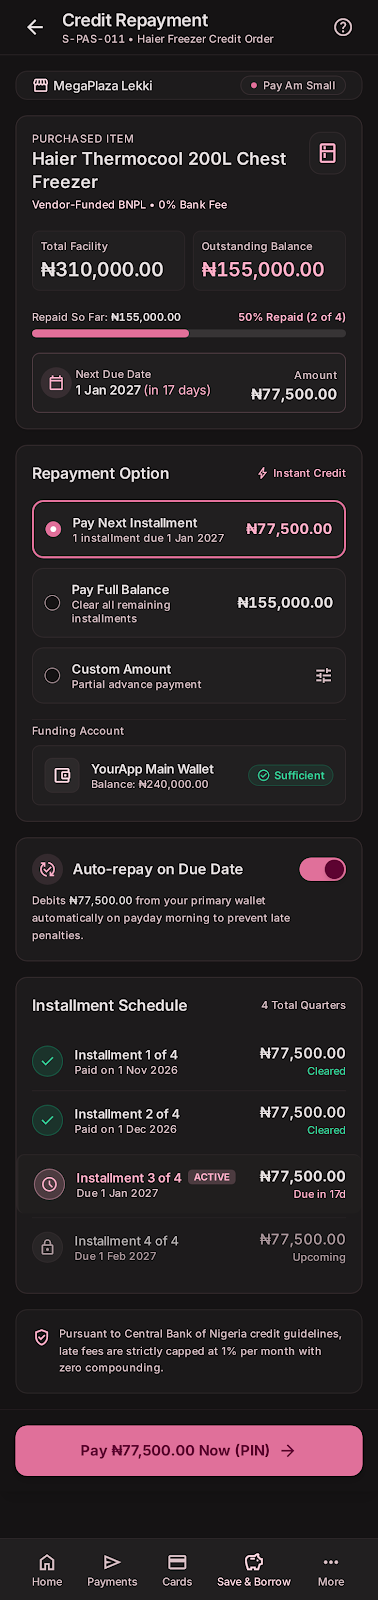 Credit Repayment
S-PAS-011 • Haier Freezer Credit Order
MegaPlaza Lekki
Pay Am Small
PURCHASED ITEM
Haier Thermocool 200L Chest
Freezer
Vendor-Funded BNPL • 0% Bank Fee
Total Facility
₦310,000.00
Outstanding Balance
₦155,000.00
Repaid So Far: ₦155,000.00
50% Repaid (2 of 4)
Next Due Date
1 Jan 2027 (in 17 days)
Amount
₦77,500.00
Repayment Option
Instant Credit
Pay Next Installment
1 installment due 1 Jan 2027
₦77,500.00
Pay Full Balance
Clear all remaining
installments
₦155,000.00
Custom Amount
Partial advance payment
Funding Account
YourApp Main Wallet
Balance: ₦240,000.00
Sufficient
Auto-repay on Due Date
Debits ₦77,500.00 from your primary wallet
automatically on payday morning to prevent late
penalties.
Installment Schedule
4 Total Quarters
Installment 1 of 4
Paid on 1 Nov 2026
₦77,500.00
Cleared
Installment 2 of 4
Paid on 1 Dec 2026
₦77,500.00
Cleared
Installment 3 of 4 ACTIVE
Due 1 Jan 2027
₦77,500.00
Due in 17d
Installment 4 of 4
Due 1 Feb 2027
₦77,500.00
Upcoming
Pursuant to Central Bank of Nigeria credit guidelines,
late fees are strictly capped at 1% per month with
zero compounding.
Pay ₦77,500.00 Now (PIN)
Home
Payments
Cards
Save & Borrow
More